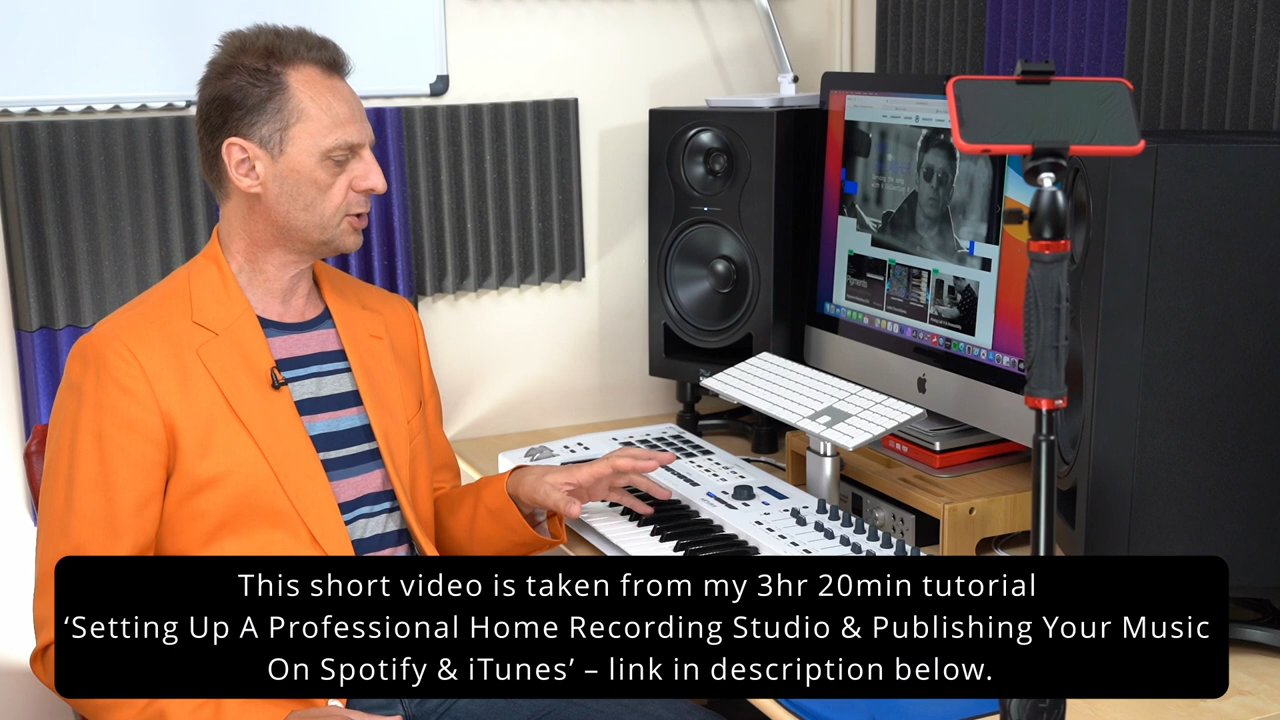 This short video is taken from my 3hr 20min tutorial
‘Setting Up A Professional Home Recording Studio & Publishing Your Music
On Spotify & iTunes’ – link in description below.